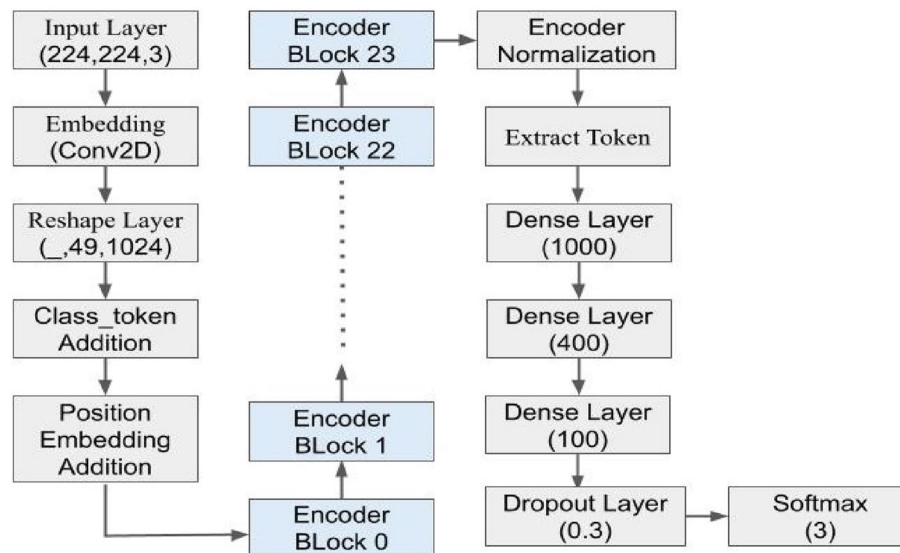 Input Layer
(224,224,3)
Embedding
(Conv2D)
Reshape Layer
(_,49,1024)
Class_token
Addition
Position
Embedding
Addition
Encoder
BLock 0
Encoder
BLock 1
Encoder
BLock 22
Encoder
BLock 23
Encoder
Normalization
Extract Token
Dense Layer
(1000)
Dense Layer
(400)
Dense Layer
(100)
Dropout Layer
(0.3)
Softmax
(3)